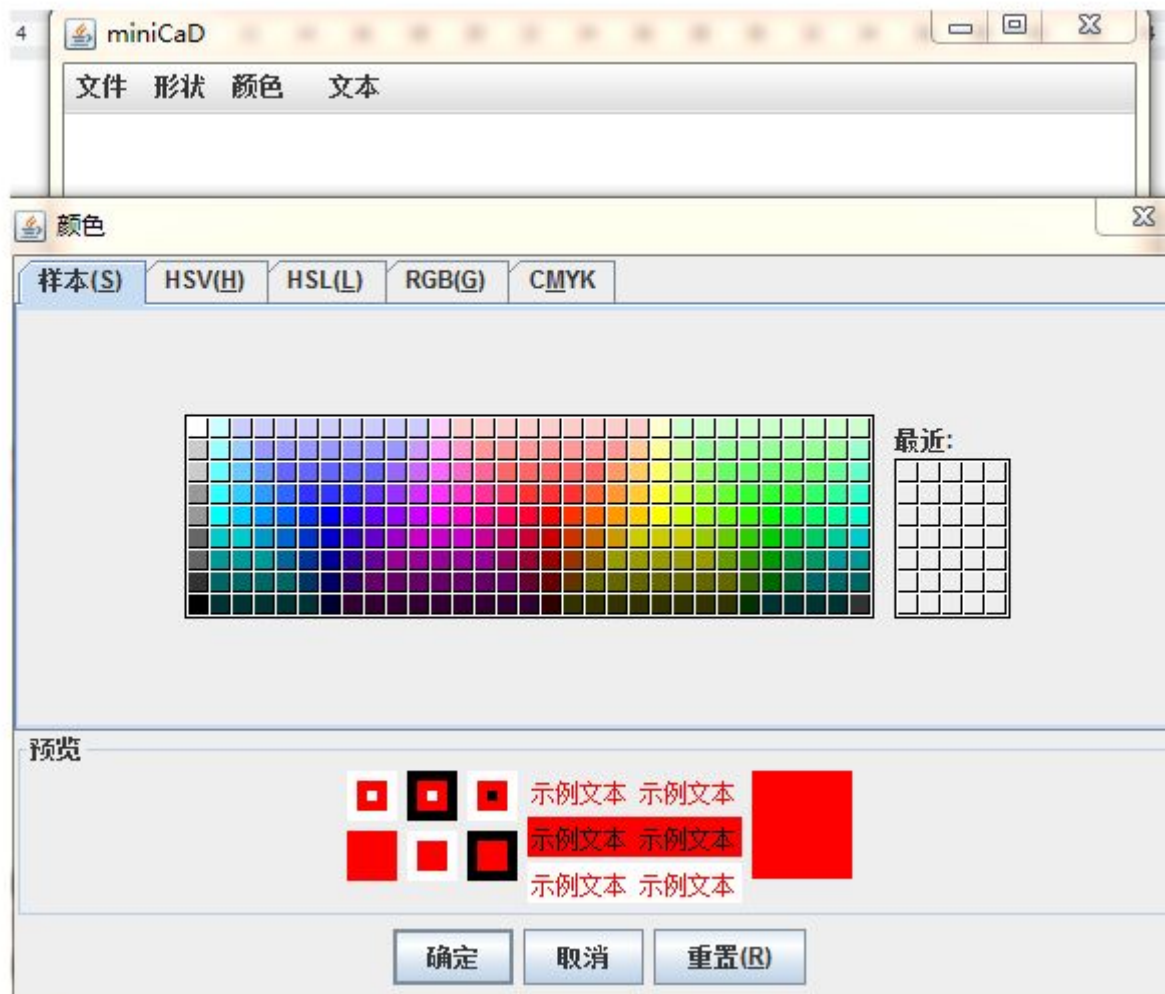 4
miniCaD
文件 形状 颜色 文本
颜色
样本(S) HSV(H) HSL(L) RGB(G) CMYK
最近:
预览
示例文本 示例文本
示例文本 示例文本
示例文本 示例文本
确定 取消 重置(R)